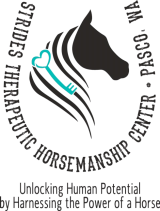 STRIDES THERAPEUTIC HORSEMANSHIP CENTER • PASCO, WA
Unlocking Human Potential
by Harnessing the Power of a Horse